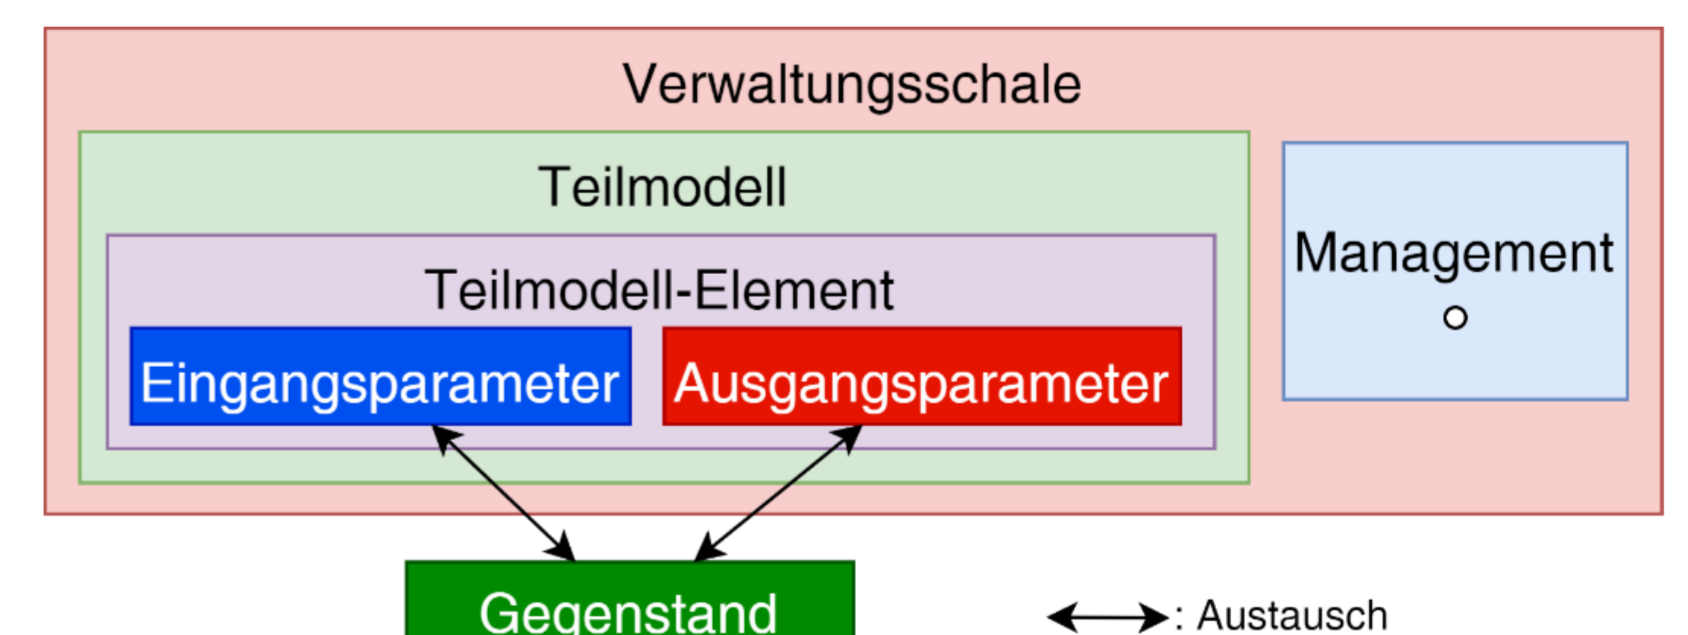 Verwaltungsschale
Teilmodell
Management
Teilmodell-Element
Eingangsparameter
Ausgangsparameter
Gegenstand
: Austausch